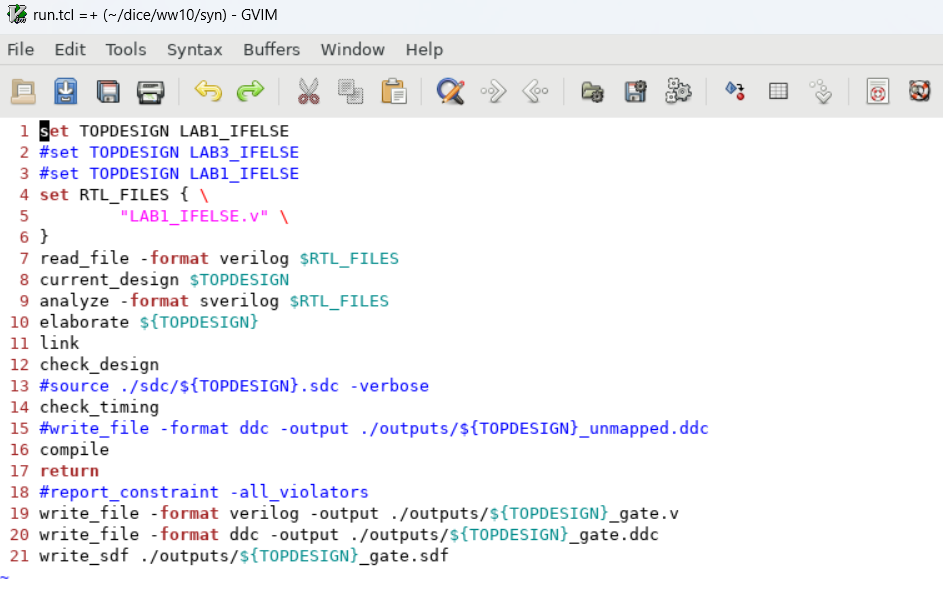 run.tcl =+ (~/dice/ww10/syn) - GVIM
File Edit Tools Syntax Buffers Window Help
1 set TOPDESIGN LAB1_IFELSE
2 #set TOPDESIGN LAB3_IFELSE
3 #set TOPDESIGN LAB1_IFELSE
4 set RTL_FILES { \
5         "LAB1_IFELSE.v" \
6 }
7 read_file -format verilog $RTL_FILES
8 current_design $TOPDESIGN
9 analyze -format sverilog $RTL_FILES
10 elaborate ${TOPDESIGN}
11 link
12 check_design
13 #source ./sdc/${TOPDESIGN}.sdc -verbose
14 check_timing
15 #write_file -format ddc -output ./outputs/${TOPDESIGN}_unmapped.ddc
16 compile
17 return
18 #report_constraint -all_violators
19 write_file -format verilog -output ./outputs/${TOPDESIGN}_gate.v
20 write_file -format ddc -output ./outputs/${TOPDESIGN}_gate.ddc
21 write_sdf ./outputs/${TOPDESIGN}_gate.sdf
~